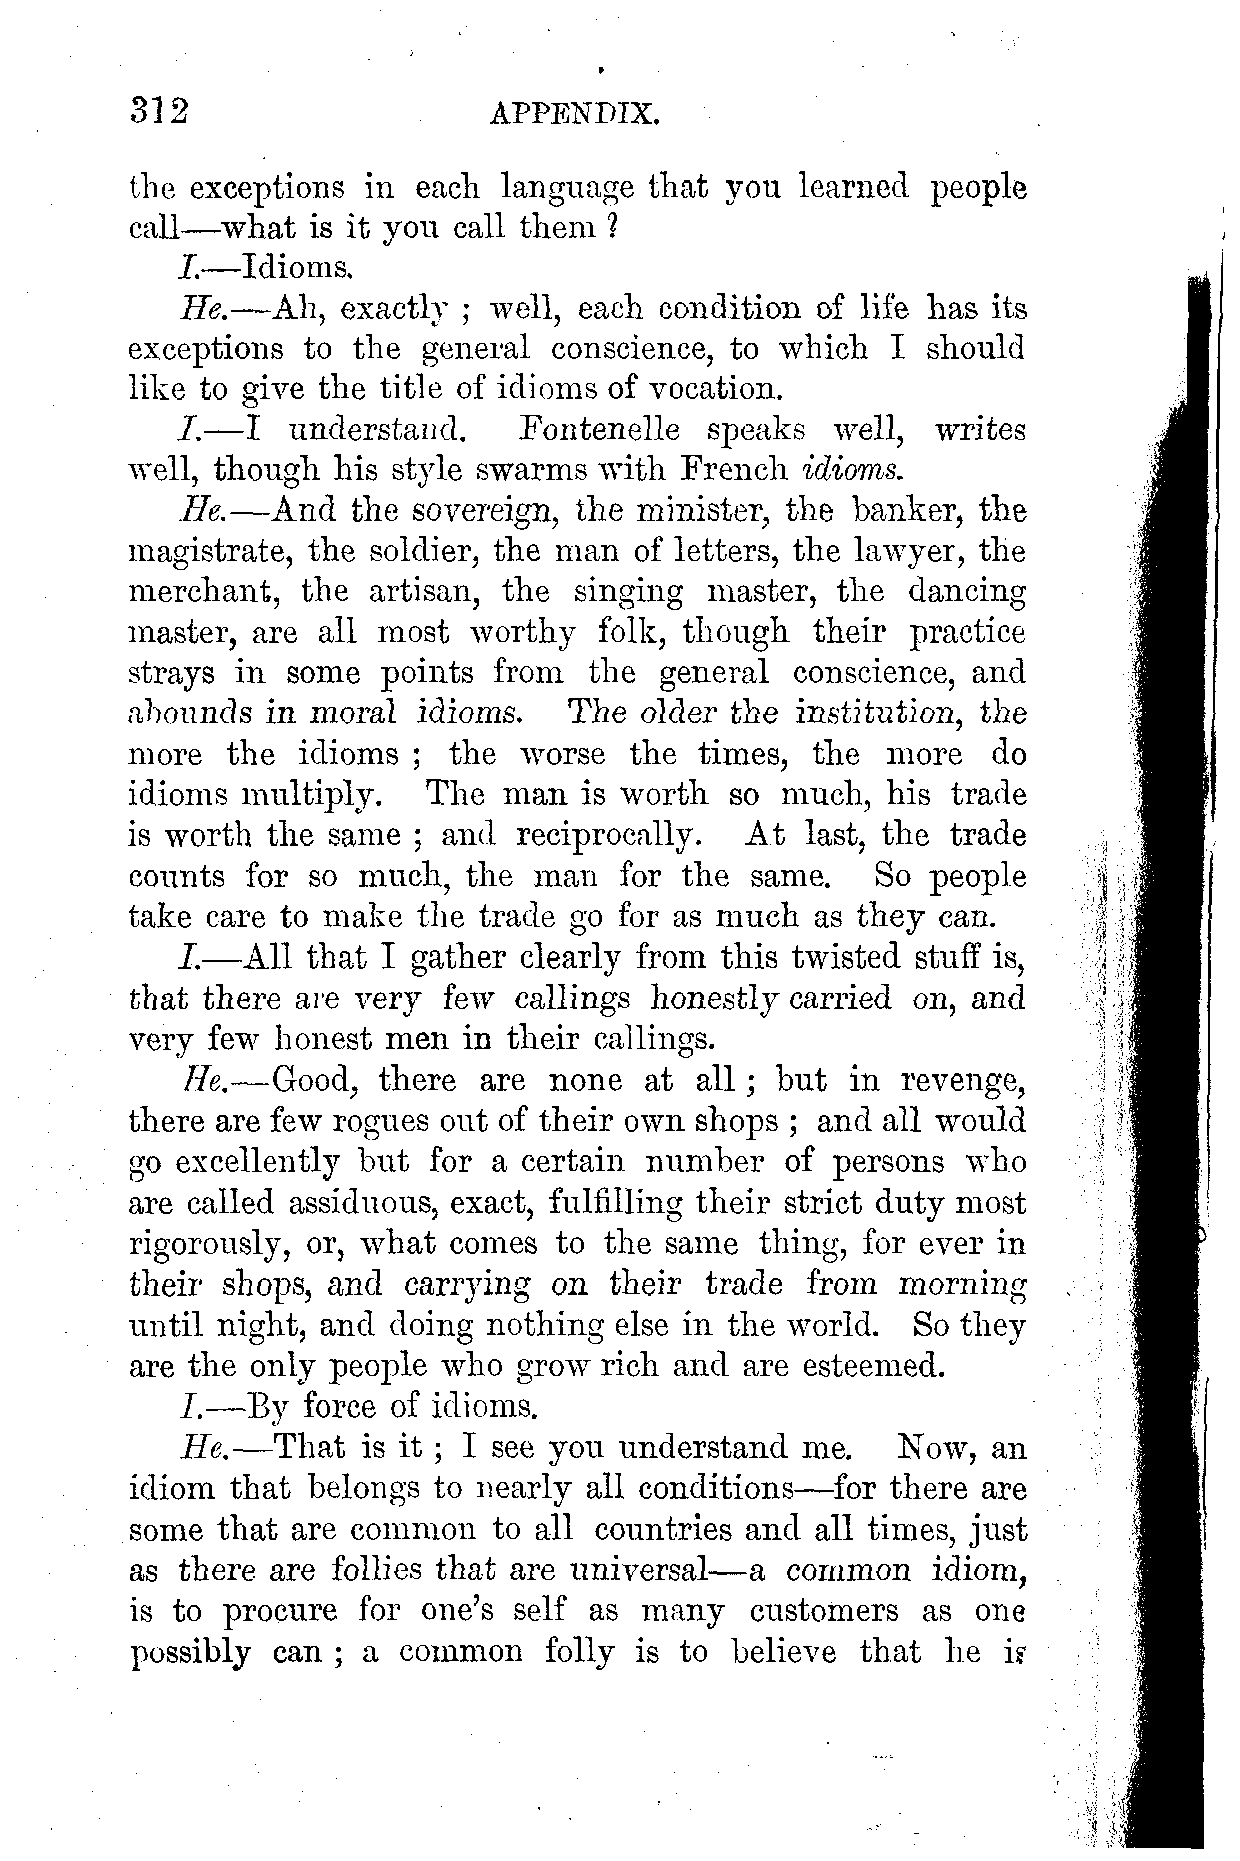 312 APPENDIX.
the exceptions in each language that you learned people
call—what is it you call them ?
I.—Idioms.
He.—Ah, exactly ; well, each condition of life has its
exceptions to the general conscience, to which I should
like to give the title of idioms of vocation.
I.—I understand. Fontenelle speaks well, writes
well, though his style swarms with French idioms.
He.—And the sovereign, the minister, the banker, the
magistrate, the soldier, the man of letters, the lawyer, the
merchant, the artisan, the singing master, the dancing
master, are all most worthy folk, though their practice
strays in some points from the general conscience, and
abounds in moral idioms. The older the institution, the
more the idioms ; the worse the times, the more do
idioms multiply. The man is worth so much, his trade
is worth the same ; and reciprocally. At last, the trade
counts for so much, the man for the same. So people
take care to make the trade go for as much as they can.
I.—All that I gather clearly from this twisted stuff is,
that there are very few callings honestly carried on, and
very few honest men in their callings.
He.—Good, there are none at all ; but in revenge,
there are few rogues out of their own shops ; and all would
go excellently but for a certain number of persons who
are called assiduous, exact, fulfilling their strict duty most
rigorously, or, what comes to the same thing, for ever in
their shops, and carrying on their trade from morning
until night, and doing nothing else in the world. So they
are the only people who grow rich and are esteemed.
I.—By force of idioms.
He.—That is it ; I see you understand me. Now, an
idiom that belongs to nearly all conditions—for there are
some that are common to all countries and all times, just
as there are follies that are universal—a common idiom,
is to procure for one's self as many customers as one
possibly can ; a common folly is to believe that he is